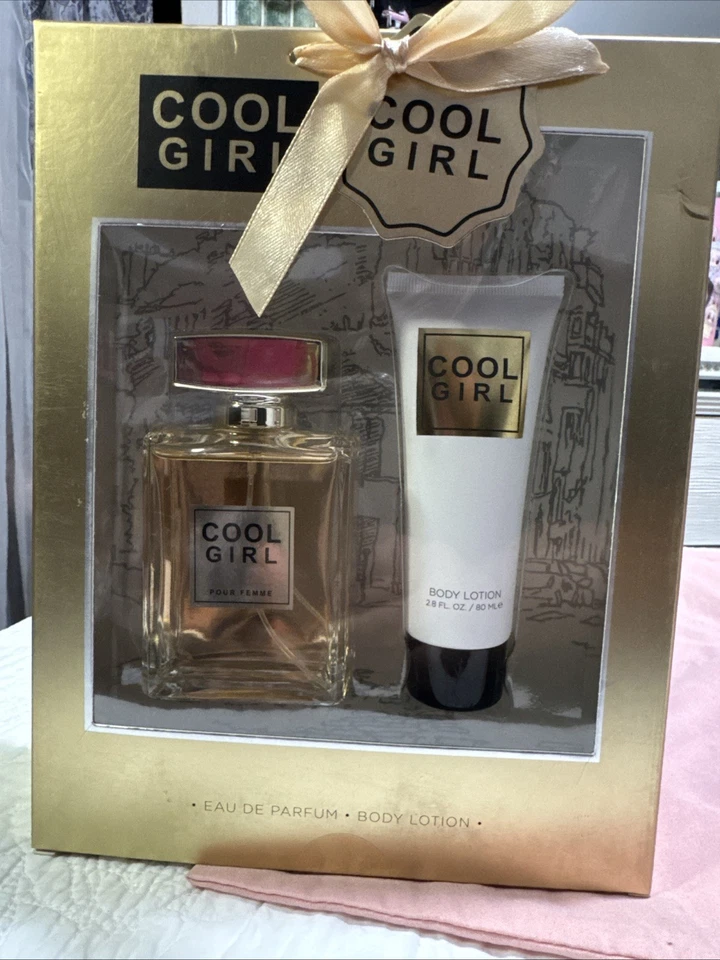 COOL
GIRL
COOL
GIRL
COOL
GIRL
POUR FEMME
COOL
GIRL
BODY LOTION
2.8 FL. OZ. / 80 ML e
• EAU DE PARFUM • BODY LOTION •